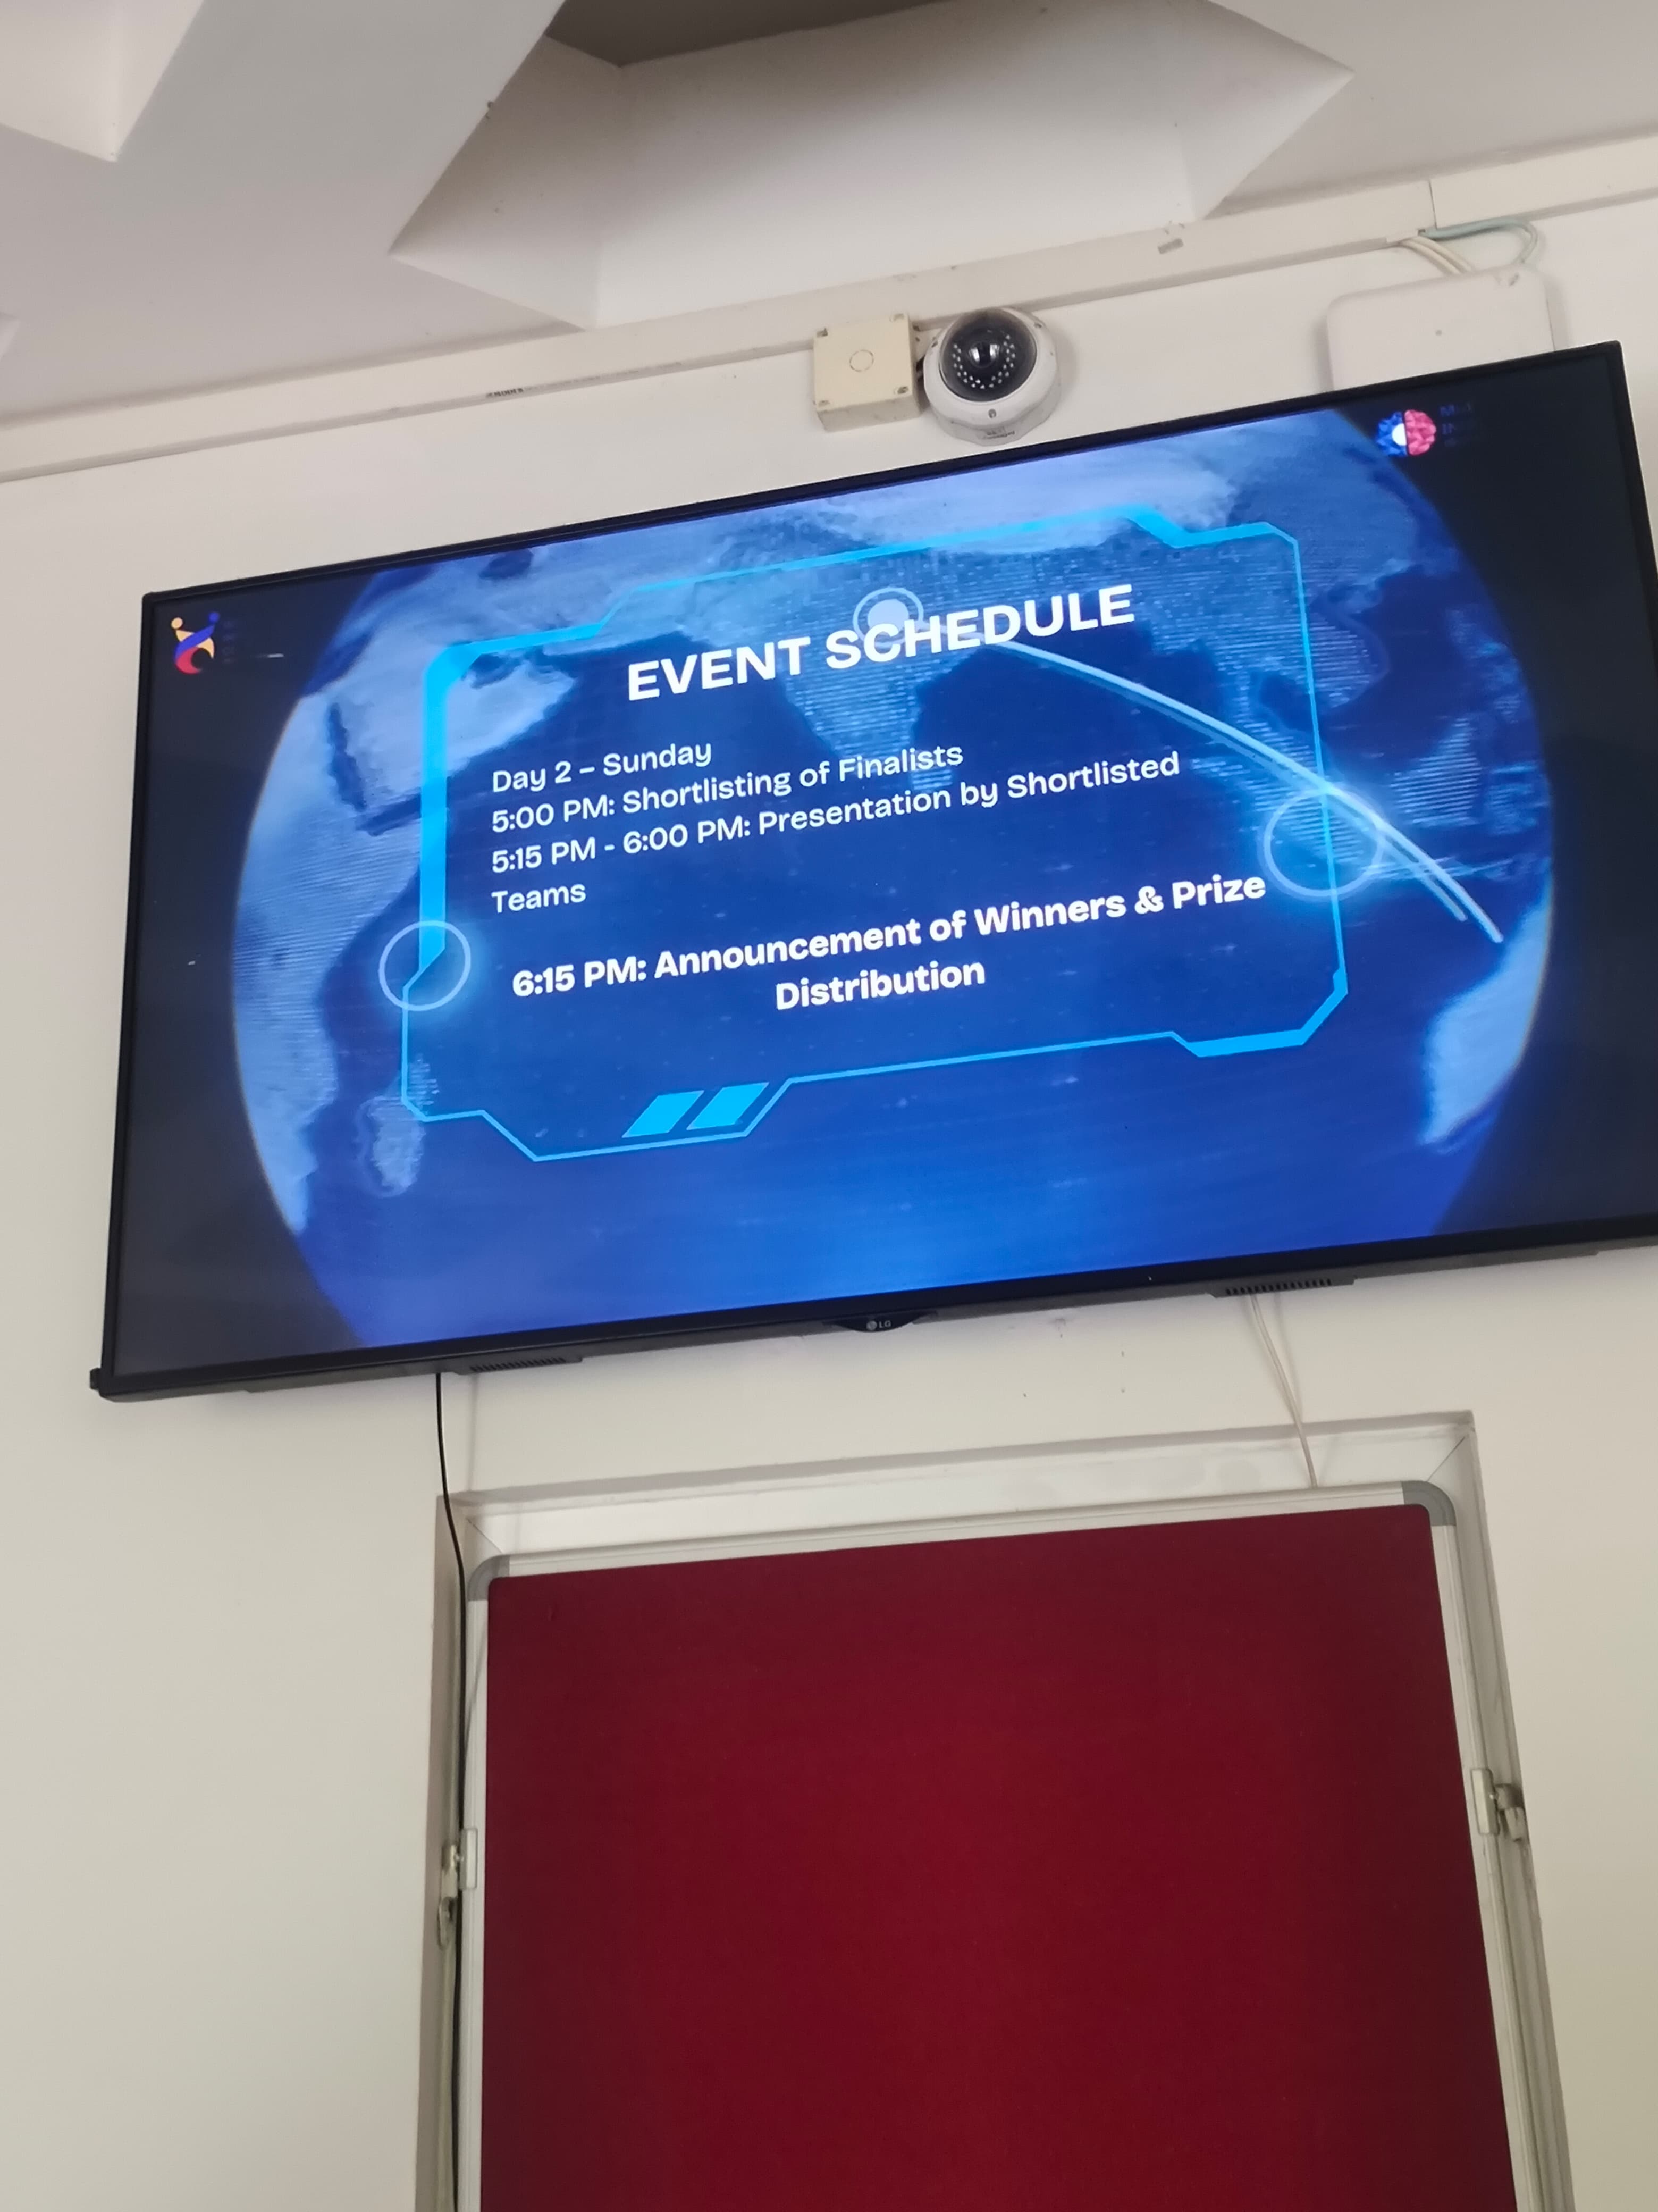 EVENT SCHEDULE
Day 2 – Sunday
5:00 PM: Shortlisting of Finalists
5:15 PM - 6:00 PM: Presentation by Shortlisted
Teams
6:15 PM: Announcement of Winners & Prize
Distribution
LG